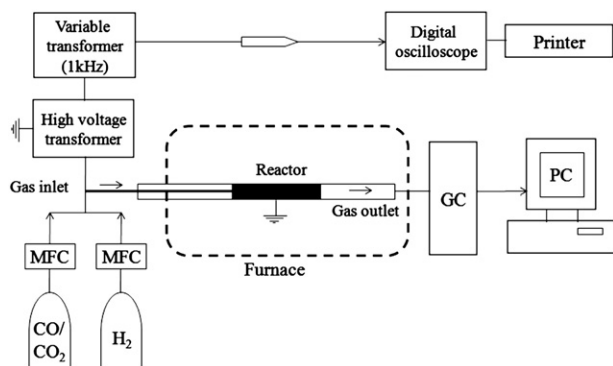 Variable
transformer
(1kHz)
Digital
oscilloscope
Printer
High voltage
transformer
Reactor
Gas inlet
Gas outlet
GC
PC
MFC
MFC
Furnace
CO/
CO₂
H₂